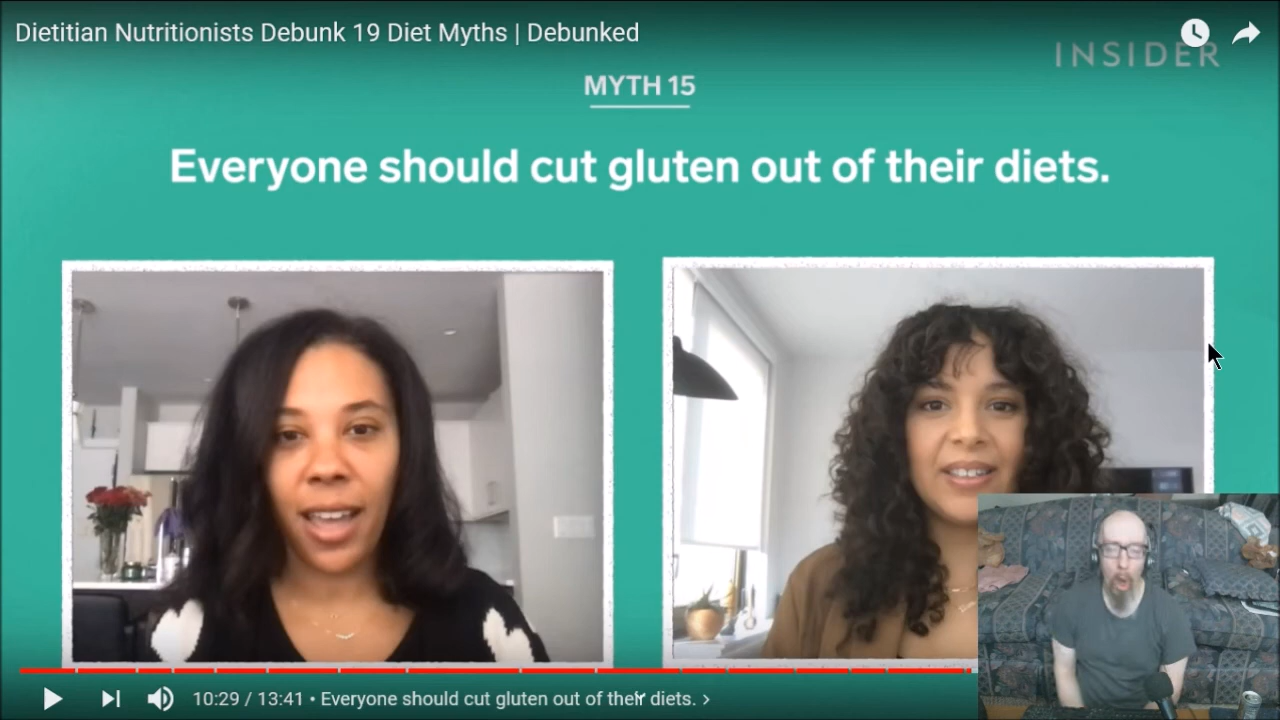 Dietitian Nutritionists Debunk 19 Diet Myths | Debunked
INSIDER
MYTH 15
Everyone should cut gluten out of their diets.
10:29 / 13:41 • Everyone should cut gluten out of their diets. >